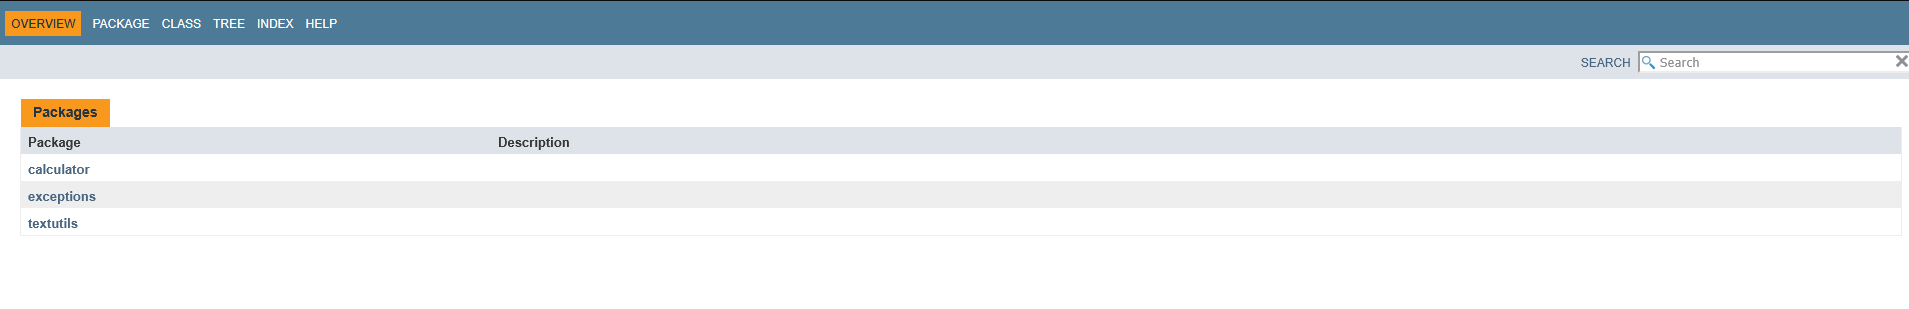 OVERVIEW PACKAGE CLASS TREE INDEX HELP
SEARCH Search
Packages
Package Description
calculator
exceptions
textutils